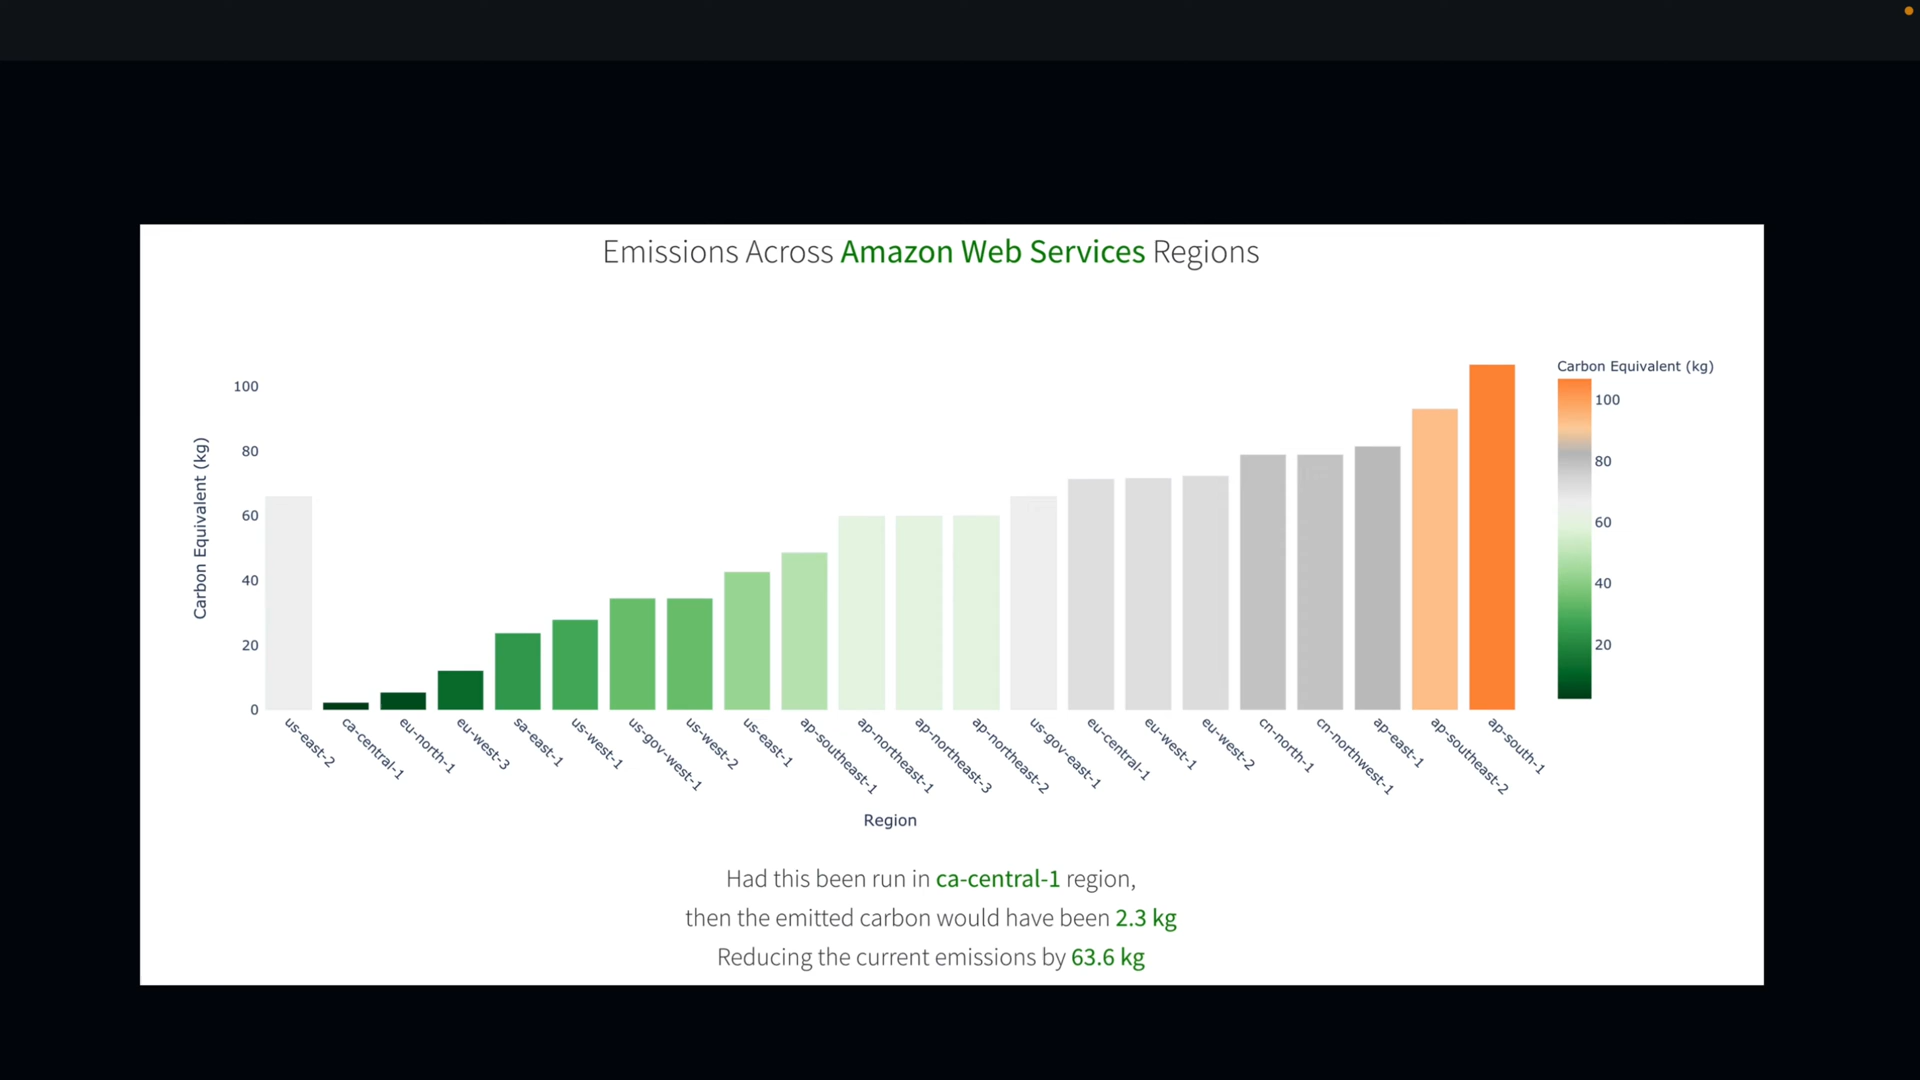 Emissions Across Amazon Web Services Regions
Carbon Equivalent (kg)
100
80
60
40
20
0
us-east-2
ca-central-1
eu-north-1
eu-west-3
sa-east-1
us-west-1
us-gov-west-1
us-west-2
us-east-1
ap-southeast-1
ap-northeast-1
ap-northeast-3
ap-northeast-2
us-gov-east-1
eu-central-1
eu-west-1
eu-west-2
cn-north-1
cn-northwest-1
ap-east-1
ap-southeast-2
ap-south-1
Region
Carbon Equivalent (kg)
100
80
60
40
20
Had this been run in ca-central-1 region,
then the emitted carbon would have been 2.3 kg
Reducing the current emissions by 63.6 kg